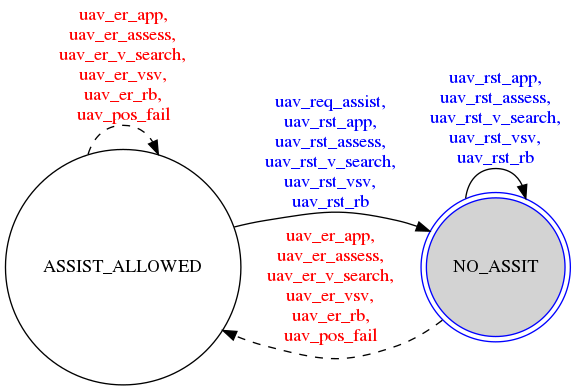 uav_er_app,
uav_er_assess,
uav_er_v_search,
uav_er_vsv,
uav_er_rb,
uav_pos_fail
ASSIST_ALLOWED
uav_req_assist,
uav_rst_app,
uav_rst_assess,
uav_rst_v_search,
uav_rst_vsv,
uav_rst_rb
uav_er_app,
uav_er_assess,
uav_er_v_search,
uav_er_vsv,
uav_er_rb,
uav_pos_fail
uav_rst_app,
uav_rst_assess,
uav_rst_v_search,
uav_rst_vsv,
uav_rst_rb
NO_ASSIT